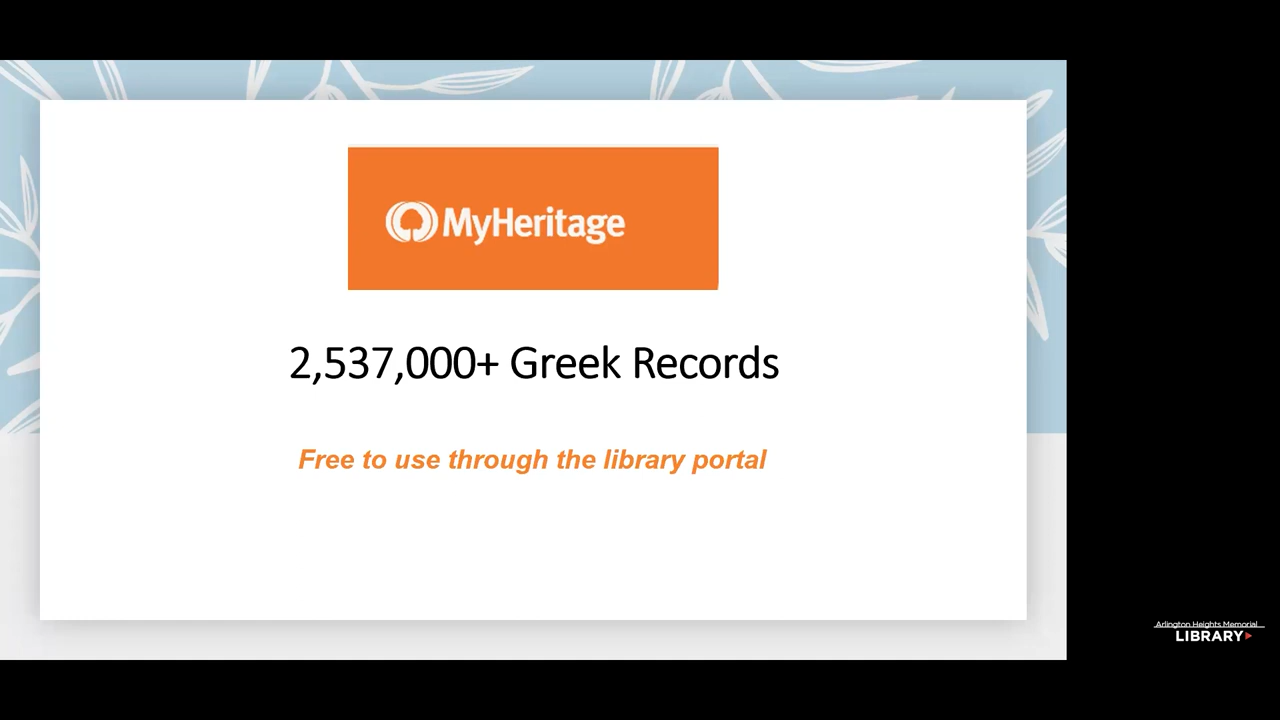 MyHeritage
2,537,000+ Greek Records
Free to use through the library portal
Arlington Heights Memorial
LIBRARY